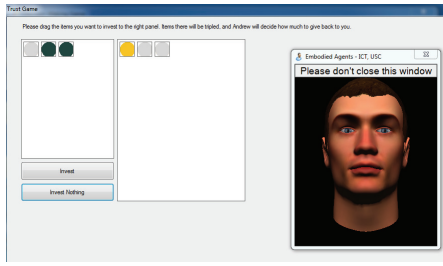 Trust Game
Please drag the items you want to invest to the right panel. Items there will be tripled, and Andrew will decide how much to give back to you.
Embodied Agents - ICT, USC
Please don't close this window
Invest
Invest Nothing